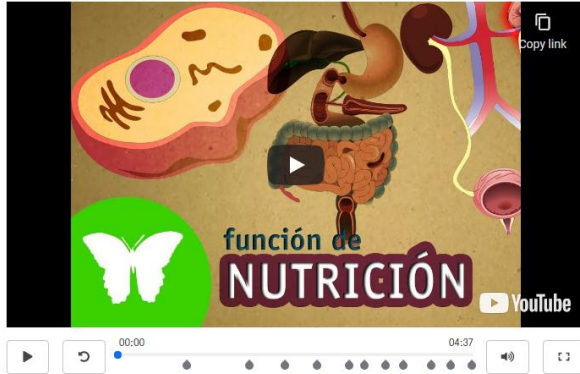 Copy link
función de
NUTRICIÓN
YouTube
00:00
04:37